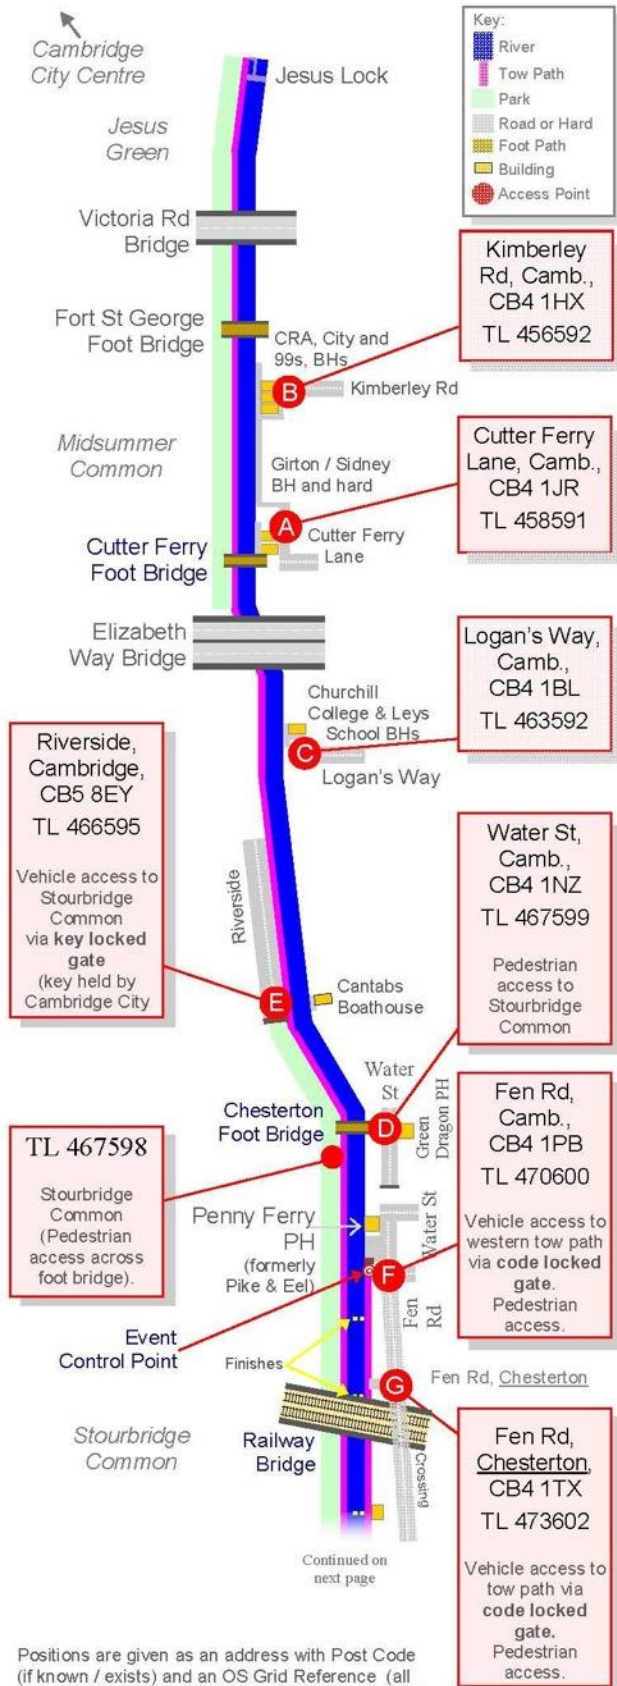 Cambridge
City Centre
Jesus Lock
Key:
River
Tow Path
Park
Road or Hard
Foot Path
Building
Access Point
Jesus
Green
Victoria Rd
Bridge
Kimberley
Rd, Camb.,
CB4 1HX
TL 456592
Fort St George
Foot Bridge
CRA, City and
99s, BHs
B
Kimberley Rd
Midsummer
Common
Girton / Sidney
BH and hard
A
Cutter Ferry
Lane
Cutter Ferry
Lane, Camb.,
CB4 1JR
TL 458591
Cutter Ferry
Foot Bridge
Elizabeth
Way Bridge
Churchill
College & Leys
School BHs
C
Logan's Way
Logan's Way,
Camb.,
CB4 1BL
TL 463592
Riverside,
Cambridge,
CB5 8EY
TL 466595
Vehicle access to
Stourbridge
Common
via key locked
gate
(key held by
Cambridge City
Riverside
E
Cantabs
Boathouse
Water St,
Camb.,
CB4 1NZ
TL 467599
Pedestrian
access to
Stourbridge
Common
Water
St
Chesterton
Foot Bridge
D
Green
Dragon PH
TL 467598
Stourbridge
Common
(Pedestrian
access across
foot bridge).
Penny Ferry
PH
(formerly
Pike & Eel)
Water St
F
Fen
Rd
Fen Rd,
Camb.,
CB4 1PB
TL 470600
Vehicle access to
western tow path
via code locked
gate.
Pedestrian
access.
Event
Control Point
Finishes
G
Fen Rd, Chesterton
Stourbridge
Common
Railway
Bridge
Crossing
Fen Rd,
Chesterton,
CB4 1TX
TL 473602
Vehicle access to
tow path via
code locked
gate.
Pedestrian
access.
Continued on
next page
Positions are given as an address with Post Code
(if known / exists) and an OS Grid Reference (all